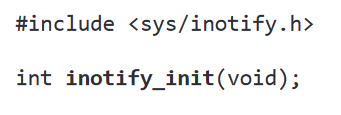 #include <sys/inotify.h>
int inotify_init(void);